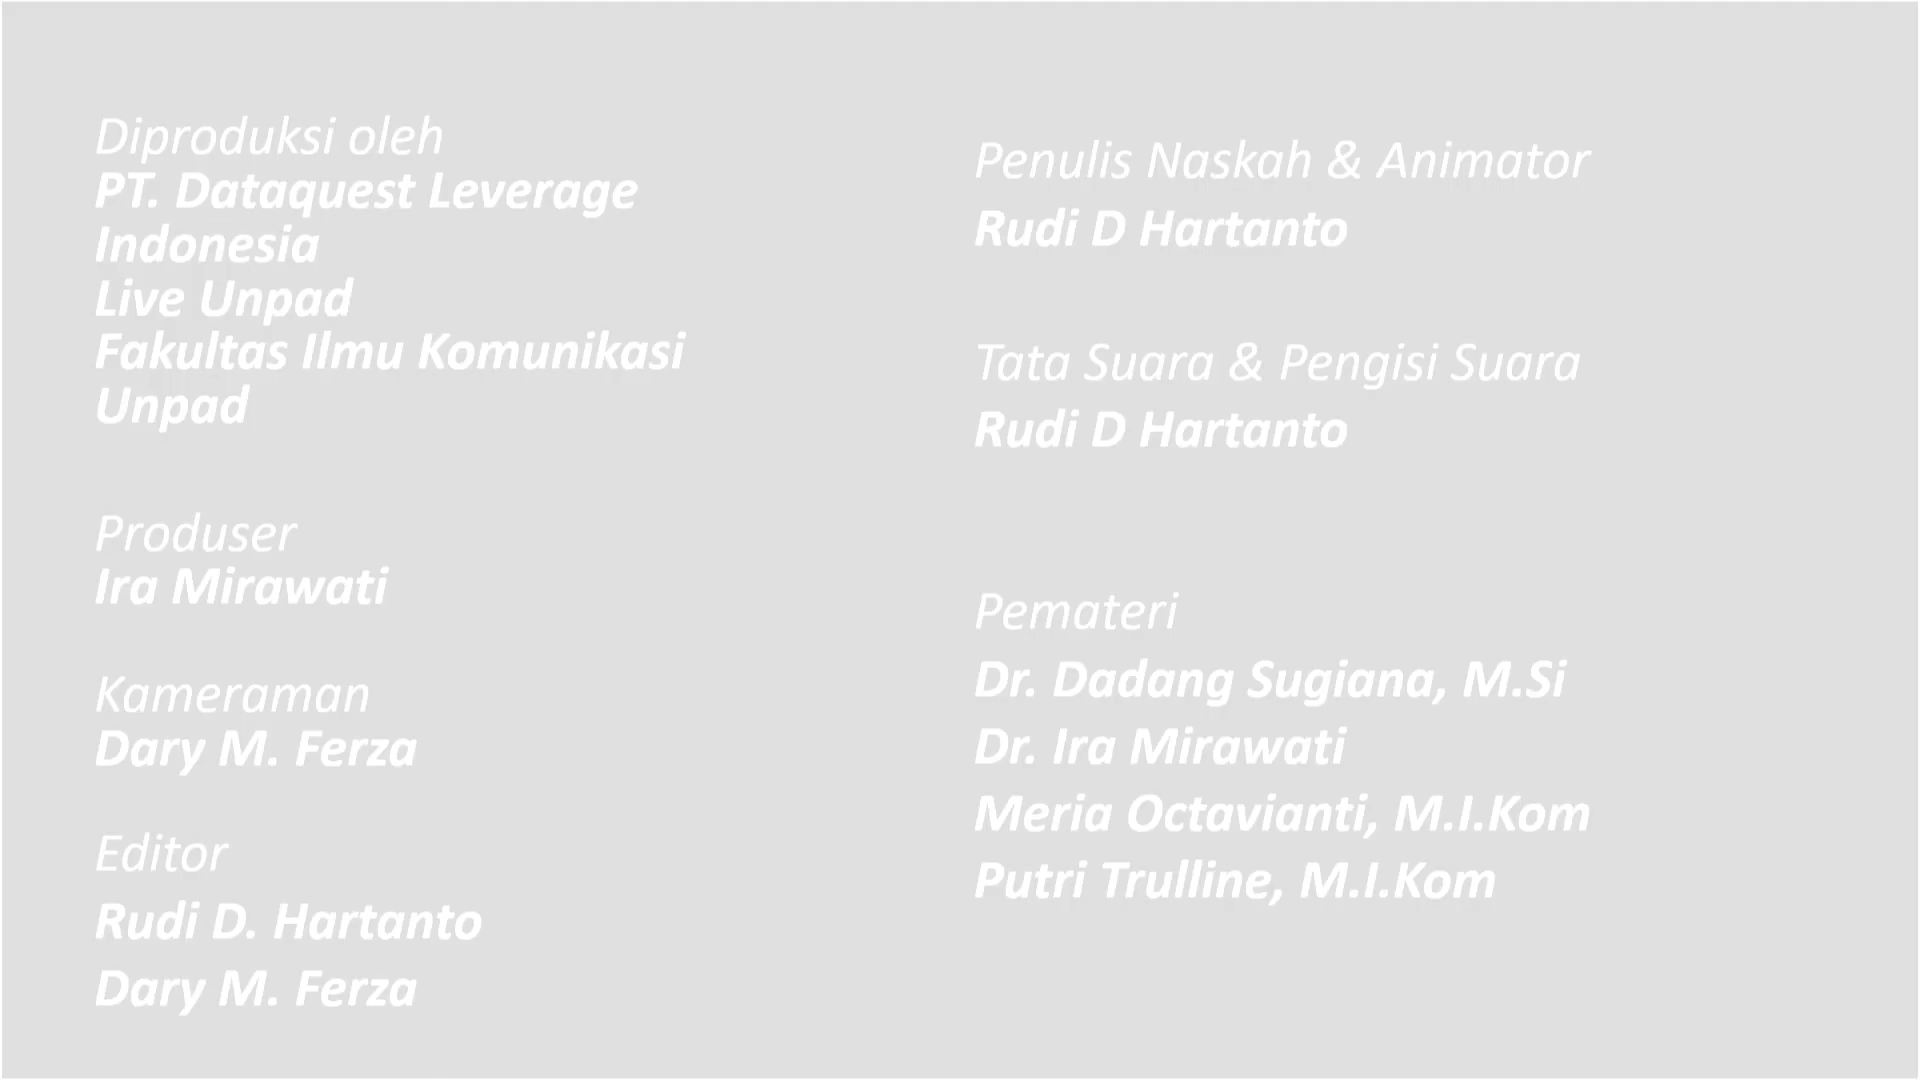 Diproduksi oleh
PT. Dataquest Leverage
Indonesia
Live Unpad
Fakultas Ilmu Komunikasi
Unpad
Produser
Ira Mirawati
Kameraman
Dary M. Ferza
Editor
Rudi D. Hartanto
Dary M. Ferza
Penulis Naskah & Animator
Rudi D Hartanto
Tata Suara & Pengisi Suara
Rudi D Hartanto
Pemateri
Dr. Dadang Sugiana, M.Si
Dr. Ira Mirawati
Meria Octavianti, M.I.Kom
Putri Trulline, M.I.Kom